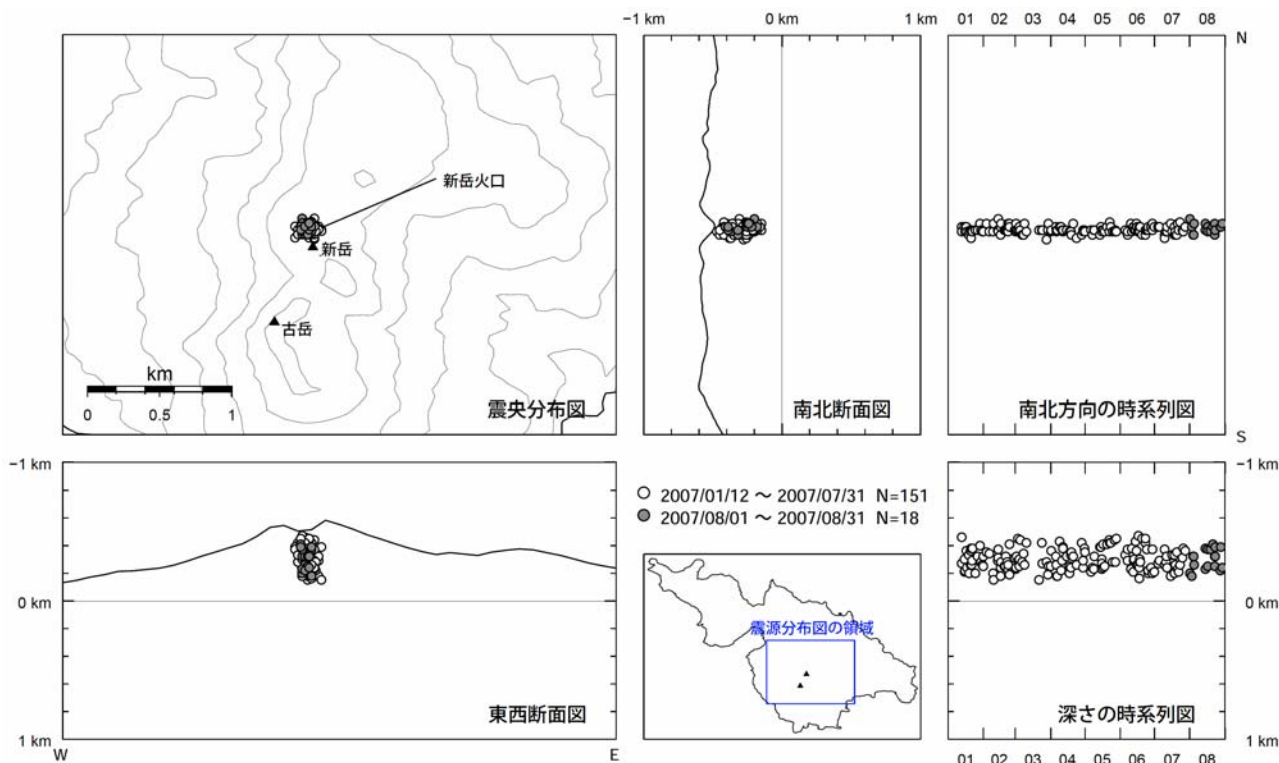 −1 km 0 km 1 km
01 02 03 04 05 06 07 08
N
新岳火口
新岳
古岳
km
0 0.5 1
震央分布図
南北断面図
南北方向の時系列図
S
−1 km
0 km
1 km
W
E
東西断面図
2007/01/12 ～ 2007/07/31 N=151
2007/08/01 ～ 2007/08/31 N=18
震源分布図の領域
−1 km
0 km
1 km
深さの時系列図
01 02 03 04 05 06 07 08